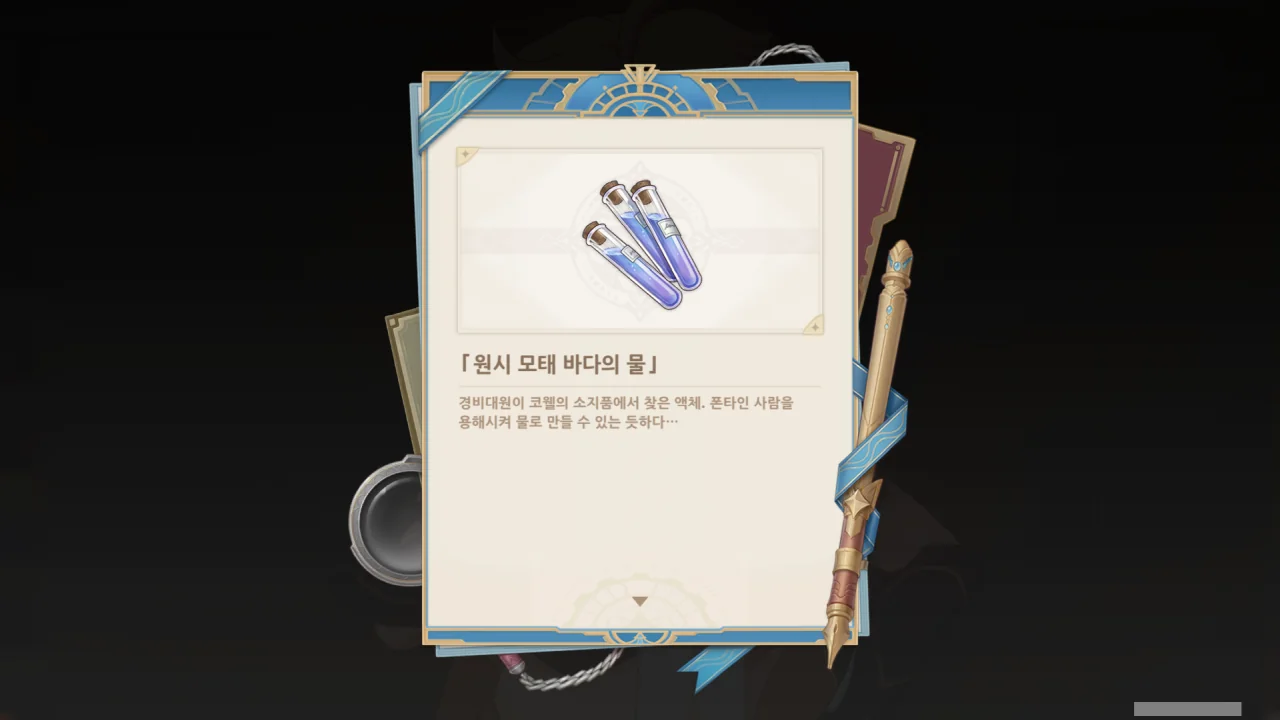 「원시 모태 바다의 물」
경비대원이 코웰의 소지품에서 찾은 액체. 폰타인 사람을
용해시켜 물로 만들 수 있는 듯하다…